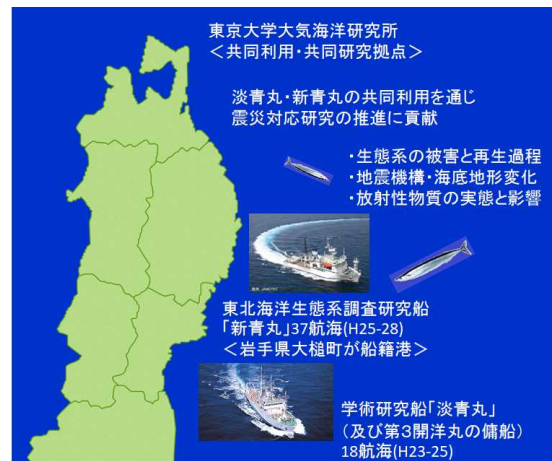 東京大学大気海洋研究所
＜共同利用・共同研究拠点＞
淡青丸・新青丸の共同利用を通じ
震災対応研究の推進に貢献
・生態系の被害と再生過程
・地震機構・海底地形変化
・放射性物質の実態と影響
東北海洋生態系調査研究船
「新青丸」37航海(H25-28)
＜岩手県大槌町が船籍港＞
学術研究船「淡青丸」
（及び第３開洋丸の傭船）
18航海(H23-25)